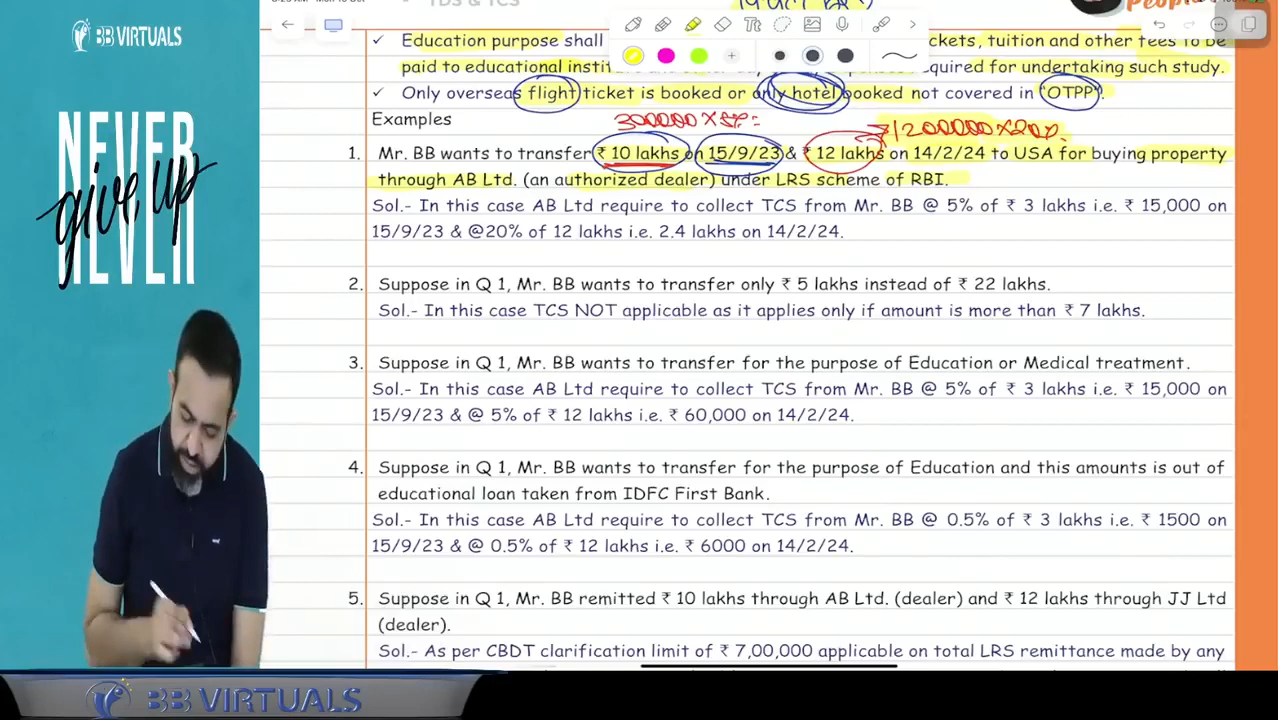 TDS & TCS
BB VIRTUALS
NEVER
give up
NEVER
✓ Education purpose shall ckets, tuition and other fees to be
paid to educational instit equired for undertaking such study.
✓ Only overseas flight ticket is booked or only hotel booked not covered in "OTPP".
Examples
300000 × 5% =
1200000 × 20%
1. Mr. BB wants to transfer ₹ 10 lakhs on 15/9/23 & ₹ 12 lakhs on 14/2/24 to USA for buying property
through AB Ltd. (an authorized dealer) under LRS scheme of RBI.
Sol.- In this case AB Ltd require to collect TCS from Mr. BB @ 5% of ₹ 3 lakhs i.e. ₹ 15,000 on
15/9/23 & @20% of 12 lakhs i.e. 2.4 lakhs on 14/2/24.
2. Suppose in Q 1, Mr. BB wants to transfer only ₹ 5 lakhs instead of ₹ 22 lakhs.
Sol.- In this case TCS NOT applicable as it applies only if amount is more than ₹ 7 lakhs.
3. Suppose in Q 1, Mr. BB wants to transfer for the purpose of Education or Medical treatment.
Sol.- In this case AB Ltd require to collect TCS from Mr. BB @ 5% of ₹ 3 lakhs i.e. ₹ 15,000 on
15/9/23 & @ 5% of ₹ 12 lakhs i.e. ₹ 60,000 on 14/2/24.
4. Suppose in Q 1, Mr. BB wants to transfer for the purpose of Education and this amounts is out of
educational loan taken from IDFC First Bank.
Sol.- In this case AB Ltd require to collect TCS from Mr. BB @ 0.5% of ₹ 3 lakhs i.e. ₹ 1500 on
15/9/23 & @ 0.5% of ₹ 12 lakhs i.e. ₹ 6000 on 14/2/24.
5. Suppose in Q 1, Mr. BB remitted ₹ 10 lakhs through AB Ltd. (dealer) and ₹ 12 lakhs through JJ Ltd
(dealer).
Sol.- As per CBDT clarification limit of ₹ 7,00,000 applicable on total LRS remittance made by any
BB VIRTUALS